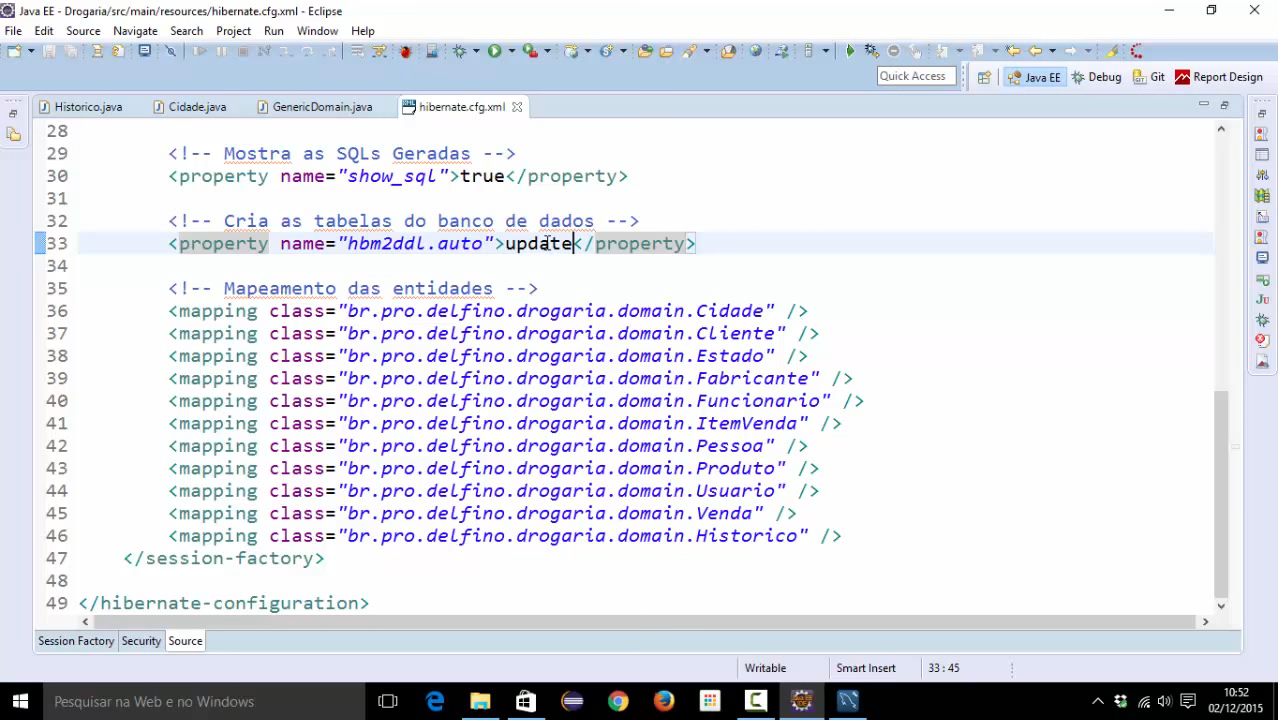 Java EE - Drogaria/src/main/resources/hibernate.cfg.xml - Eclipse
File Edit Source Navigate Search Project Run Window Help
Quick Access Java EE Debug Git Report Design
Historico.java Cidade.java GenericDomain.java hibernate.cfg.xml
28
29 <!-- Mostra as SQLs Geradas -->
30 <property name="show_sql">true</property>
31
32 <!-- Cria as tabelas do banco de dados -->
33 <property name="hbm2ddl.auto">update</property>
34
35 <!-- Mapeamento das entidades -->
36 <mapping class="br.pro.delfino.drogaria.domain.Cidade" />
37 <mapping class="br.pro.delfino.drogaria.domain.Cliente" />
38 <mapping class="br.pro.delfino.drogaria.domain.Estado" />
39 <mapping class="br.pro.delfino.drogaria.domain.Fabricante" />
40 <mapping class="br.pro.delfino.drogaria.domain.Funcionario" />
41 <mapping class="br.pro.delfino.drogaria.domain.ItemVenda" />
42 <mapping class="br.pro.delfino.drogaria.domain.Pessoa" />
43 <mapping class="br.pro.delfino.drogaria.domain.Produto" />
44 <mapping class="br.pro.delfino.drogaria.domain.Usuario" />
45 <mapping class="br.pro.delfino.drogaria.domain.Venda" />
46 <mapping class="br.pro.delfino.drogaria.domain.Historico" />
47 </session-factory>
48
49 </hibernate-configuration>
Session Factory Security Source
Writable Smart Insert 33 : 45
Pesquisar na Web e no Windows
10:52
02/12/2015